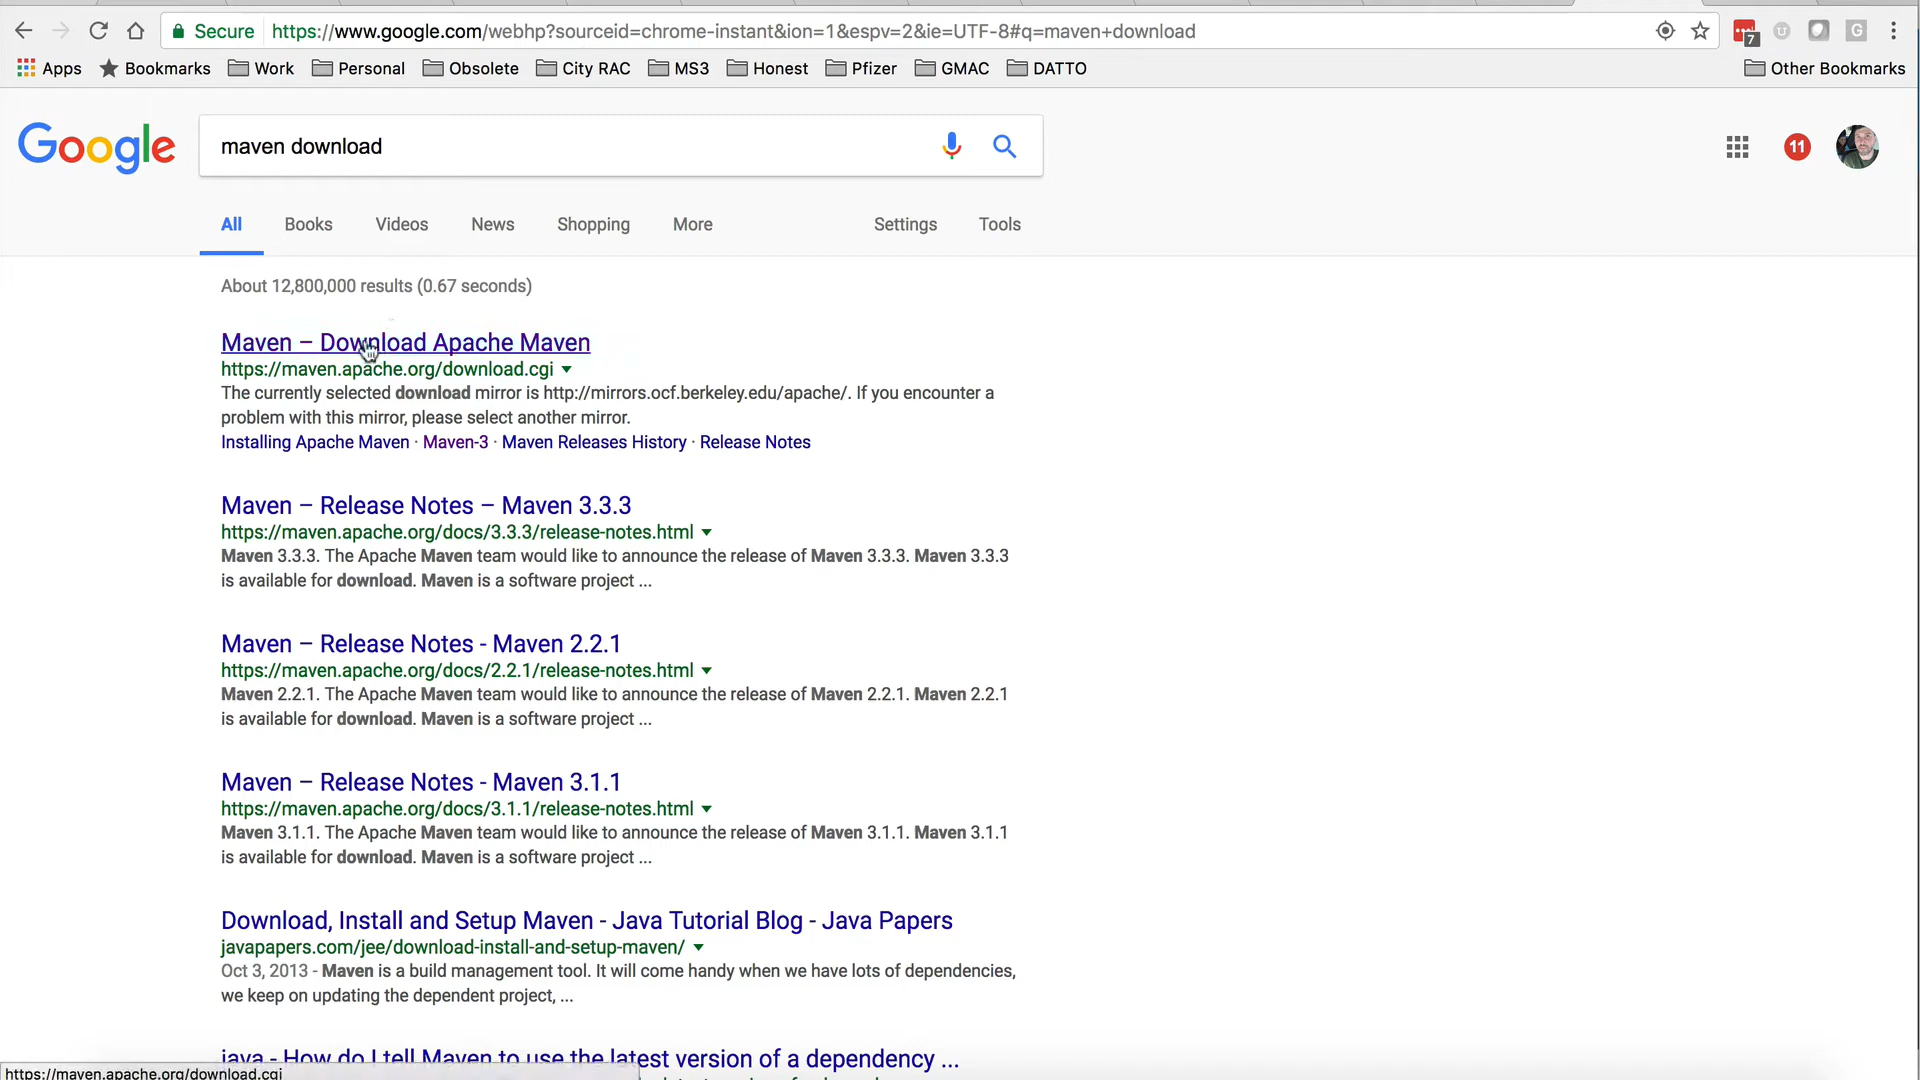 Secure https://www.google.com/webhp?sourceid=chrome-instant&ion=1&espv=2&ie=UTF-8#q=maven+download
7
G
Apps Bookmarks Work Personal Obsolete City RAC MS3 Honest Pfizer GMAC DATTO Other Bookmarks
Google
maven download
11
All Books Videos News Shopping More Settings Tools
About 12,800,000 results (0.67 seconds)
Maven – Download Apache Maven
https://maven.apache.org/download.cgi
The currently selected download mirror is http://mirrors.ocf.berkeley.edu/apache/. If you encounter a
problem with this mirror, please select another mirror.
Installing Apache Maven · Maven-3 · Maven Releases History · Release Notes
Maven – Release Notes – Maven 3.3.3
https://maven.apache.org/docs/3.3.3/release-notes.html
Maven 3.3.3. The Apache Maven team would like to announce the release of Maven 3.3.3. Maven 3.3.3
is available for download. Maven is a software project ...
Maven – Release Notes - Maven 2.2.1
https://maven.apache.org/docs/2.2.1/release-notes.html
Maven 2.2.1. The Apache Maven team would like to announce the release of Maven 2.2.1. Maven 2.2.1
is available for download. Maven is a software project ...
Maven – Release Notes - Maven 3.1.1
https://maven.apache.org/docs/3.1.1/release-notes.html
Maven 3.1.1. The Apache Maven team would like to announce the release of Maven 3.1.1. Maven 3.1.1
is available for download. Maven is a software project ...
Download, Install and Setup Maven - Java Tutorial Blog - Java Papers
javapapers.com/jee/download-install-and-setup-maven/
Oct 3, 2013 - Maven is a build management tool. It will come handy when we have lots of dependencies,
we keep on updating the dependent project, ...
java - How do I tell Maven to use the latest version of a dependency ...
https://maven.apache.org/download.cgi